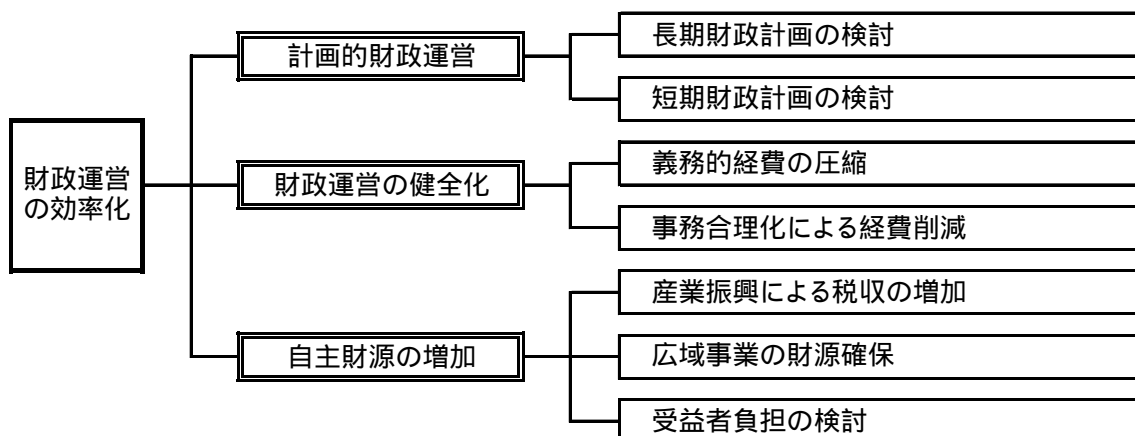 財政運営
の効率化
計画的財政運営
長期財政計画の検討
短期財政計画の検討
財政運営の健全化
義務的経費の圧縮
事務合理化による経費削減
自主財源の増加
産業振興による税収の増加
広域事業の財源確保
受益者負担の検討